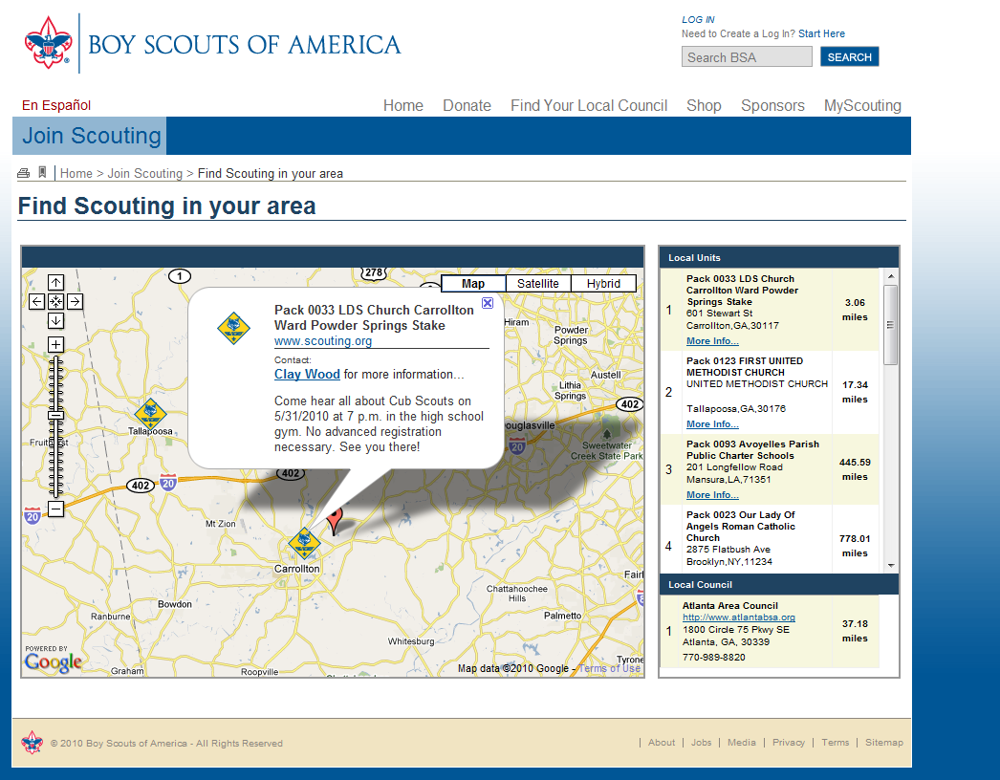 BOY SCOUTS OF AMERICA
LOG IN
Need to Create a Log In? Start Here
Search BSA
SEARCH
En Español
Home Donate Find Your Local Council Shop Sponsors MyScouting
Join Scouting
Home > Join Scouting > Find Scouting in your area
Find Scouting in your area
Map Satellite Hybrid
1
278
Pack 0033 LDS Church Carrollton
Ward Powder Springs Stake
www.scouting.org
Contact:
Clay Wood for more information...
Come hear all about Cub Scouts on
5/31/2010 at 7 p.m. in the high school
gym. No advanced registration
necessary. See you there!
Hiram
Powder
Springs
Austell
Lithia
Springs
402
Douglasville
20
Sweetwater
Creek State Park
Tallapoosa
402
20
402
20
Mt Zion
Carrollton
Chattahoochee
Hills
Bowdon
Palmetto
Ranburne
Whitesburg
Graham
Roopville
Tyrone
POWERED BY
Google
Map data ©2010 Google - Terms of Use
Local Units
1
Pack 0033 LDS Church
Carrollton Ward Powder
Springs Stake
601 Stewart St
Carrollton,GA,30117
More Info...
3.06
miles
2
Pack 0123 FIRST UNITED
METHODIST CHURCH
UNITED METHODIST CHURCH
Tallapoosa,GA,30176
More Info...
17.34
miles
3
Pack 0093 Avoyelles Parish
Public Charter Schools
201 Longfellow Road
Mansura,LA,71351
More Info...
445.59
miles
4
Pack 0023 Our Lady Of
Angels Roman Catholic
Church
2875 Flatbush Ave
Brooklyn,NY,11234
778.01
miles
Local Council
1
Atlanta Area Council
http://www.atlantabsa.org
1800 Circle 75 Pkwy SE
Atlanta, GA, 30339
770-989-8820
37.18
miles
© 2010 Boy Scouts of America - All Rights Reserved
| About | Jobs | Media | Privacy | Terms | Sitemap